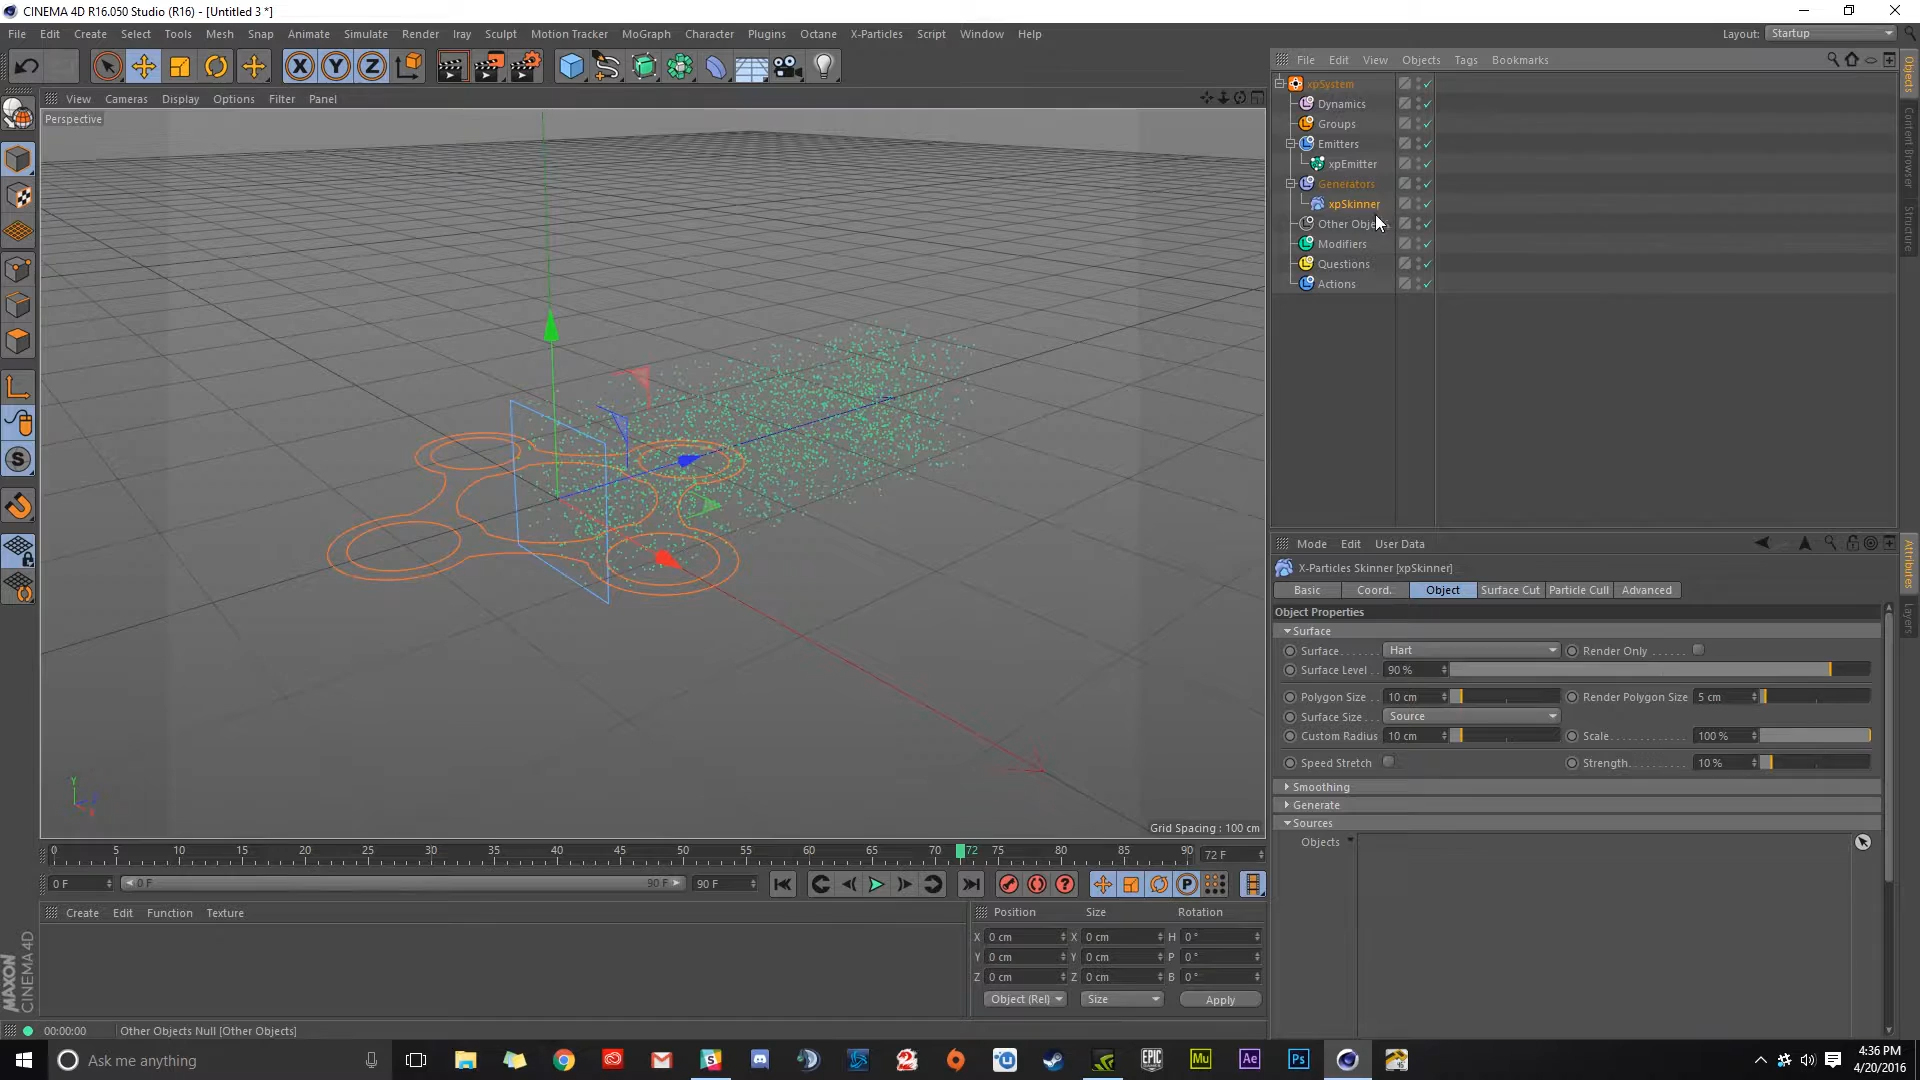 CINEMA 4D R16.050 Studio (R16) - [Untitled 3 *]
File Edit Create Select Tools Mesh Snap Animate Simulate Render Iray Sculpt Motion Tracker MoGraph Character Plugins Octane X-Particles Script Window Help
Layout: Startup
View Cameras Display Options Filter Panel
Perspective
Grid Spacing : 100 cm
File Edit View Objects Tags Bookmarks
xpSystem
Dynamics
Groups
Emitters
xpEmitter
Generators
xpSkinner
Other Obje
Modifiers
Questions
Actions
Objects
Content Browser
Structure
Mode Edit User Data
X-Particles Skinner [xpSkinner]
Basic Coord. Object Surface Cut Particle Cull Advanced
Object Properties
Surface
Surface . . . . . . Hart Render Only . . . . . .
Surface Level . . 90 %
Polygon Size . . 10 cm Render Polygon Size 5 cm
Surface Size . . . Source
Custom Radius 10 cm Scale. . . . . . . . . . . . 100 %
Speed Stretch Strength. . . . . . . . . . 10 %
Smoothing
Generate
Sources
Objects
Attributes
Layers
0 5 10 15 20 25 30 35 40 45 50 55 60 65 70 72 75 80 85 90 72 F
0 F 0 F 90 F 90 F
Create Edit Function Texture
Position Size Rotation
X 0 cm X 0 cm H 0 °
Y 0 cm Y 0 cm P 0 °
Z 0 cm Z 0 cm B 0 °
Object (Rel) Size Apply
MAXON
CINEMA 4D
00:00:00 Other Objects Null [Other Objects]
Ask me anything
4:36 PM
4/20/2016